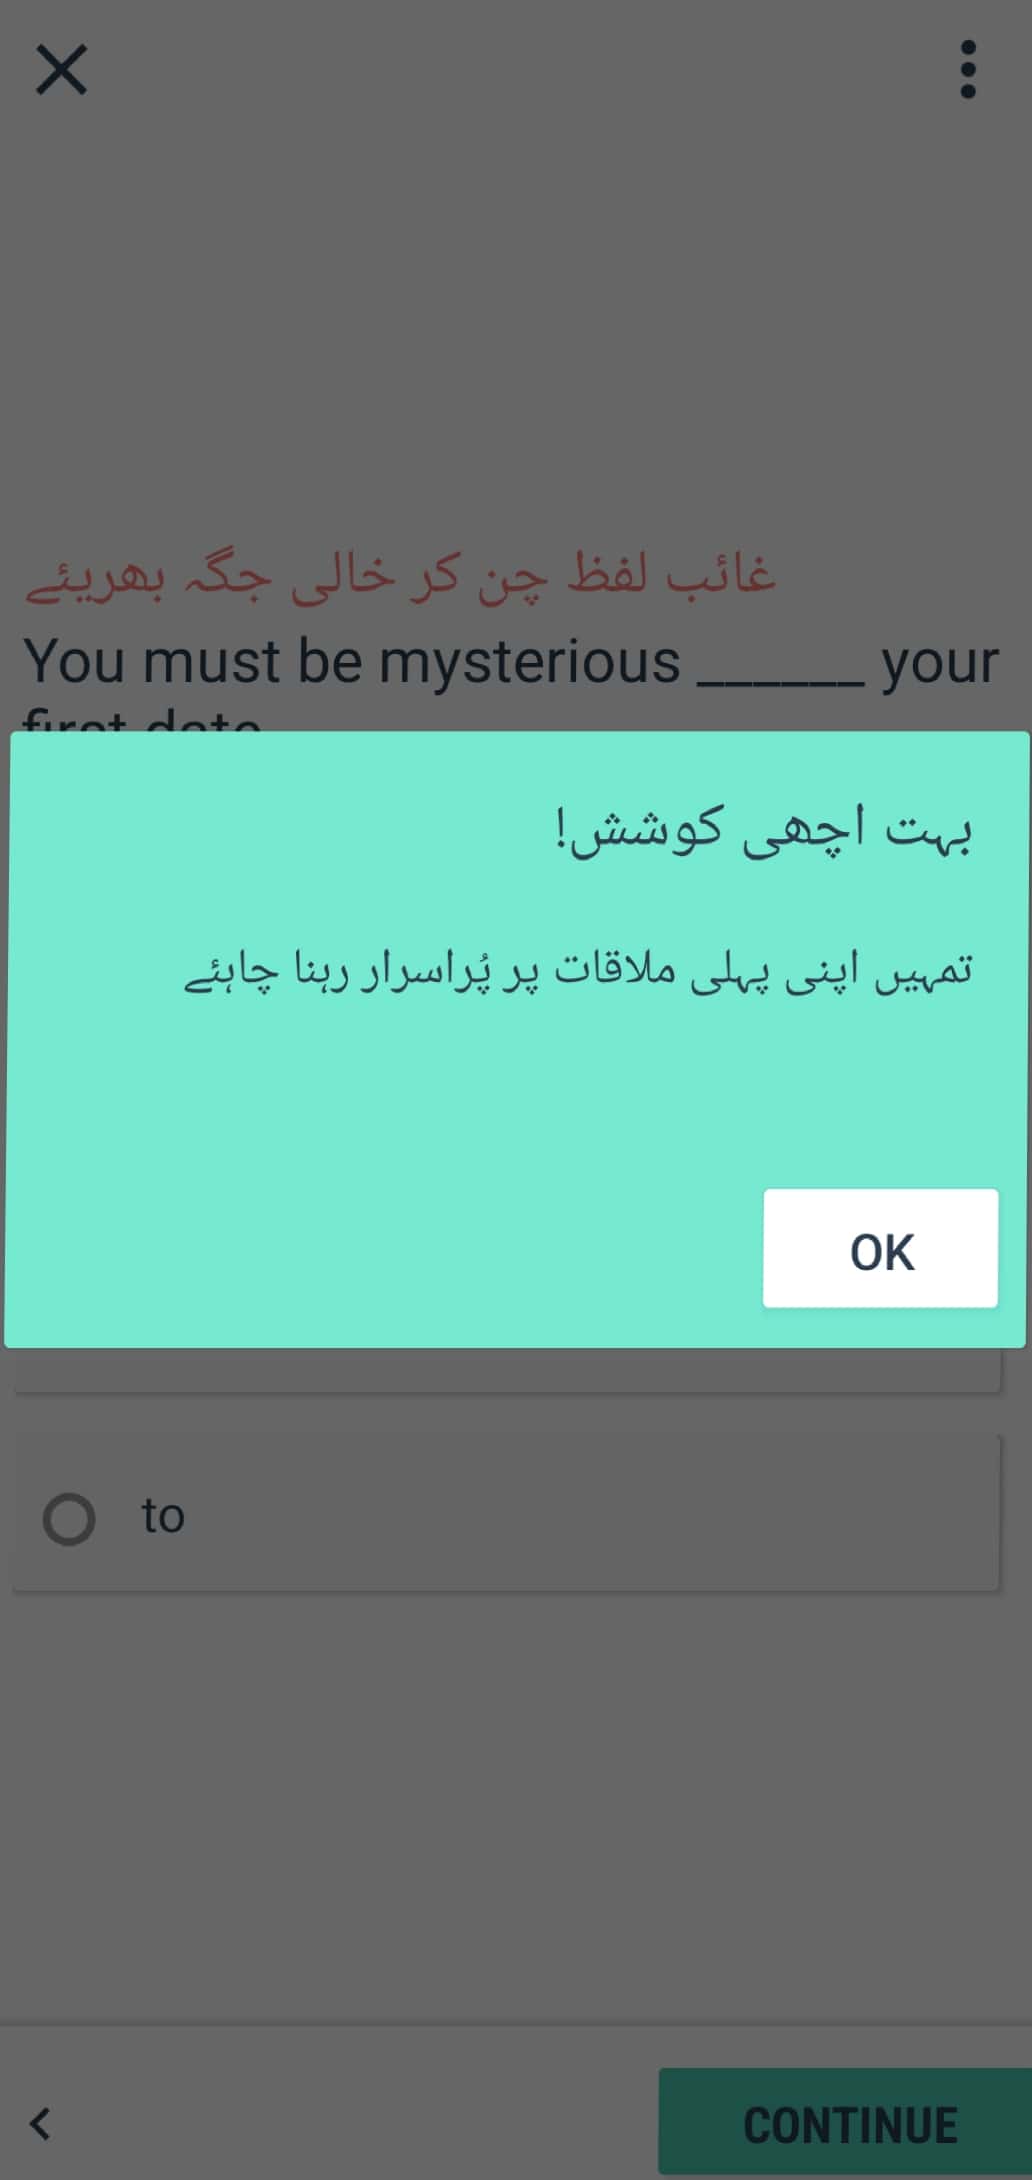 غائب لفظ چن کر خالی جگہ بھریئے
You must be mysterious ______ your
first date
بہت اچھی کوشش!
تمہیں اپنی پہلی ملاقات پر پُراسرار رہنا چاہئے
OK
to
CONTINUE